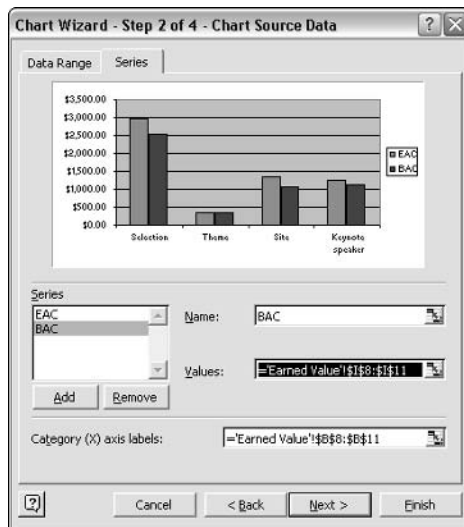 Chart Wizard - Step 2 of 4 - Chart Source Data
Data Range
Series
$3,500.00
$3,000.00
$2,500.00
$2,000.00
$1,500.00
$1,000.00
$500.00
$0.00
Selection
Theme
Site
Keynote speaker
EAC
BAC
Series
EAC
BAC
Name:
BAC
Values:
='Earned Value'!$I$8:$I$11
Add
Remove
Category (X) axis labels:
='Earned Value'!$B$8:$B$11
Cancel
< Back
Next >
Finish